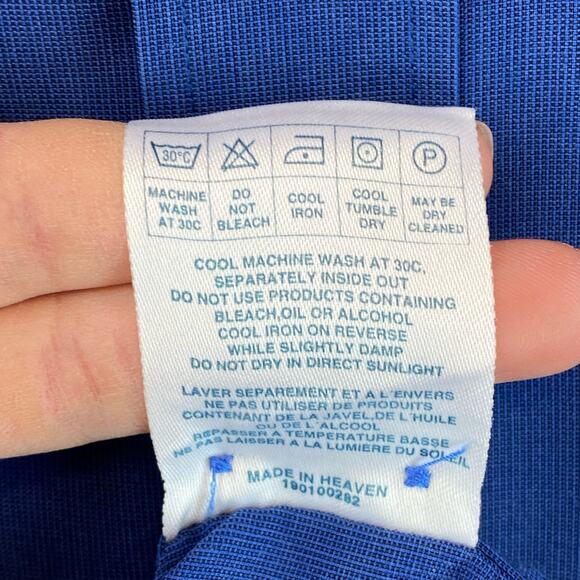 30°C
P
MACHINE WASH AT 30C
DO NOT BLEACH
COOL IRON
COOL TUMBLE DRY
MAY BE DRY CLEANED
COOL MACHINE WASH AT 30C,
SEPARATELY INSIDE OUT
DO NOT USE PRODUCTS CONTAINING
BLEACH,OIL OR ALCOHOL
COOL IRON ON REVERSE
WHILE SLIGHTLY DAMP
DO NOT DRY IN DIRECT SUNLIGHT
LAVER SEPAREMENT ET A L'ENVERS
NE PAS UTILISER DE PRODUITS
CONTENANT DE LA JAVEL,DE L'HUILE
OU DE L'ALCOOL
REPASSER A TEMPERATURE BASSE
NE PAS LAISSER A LA LUMIERE DU SOLEIL
MADE IN HEAVEN
190100282